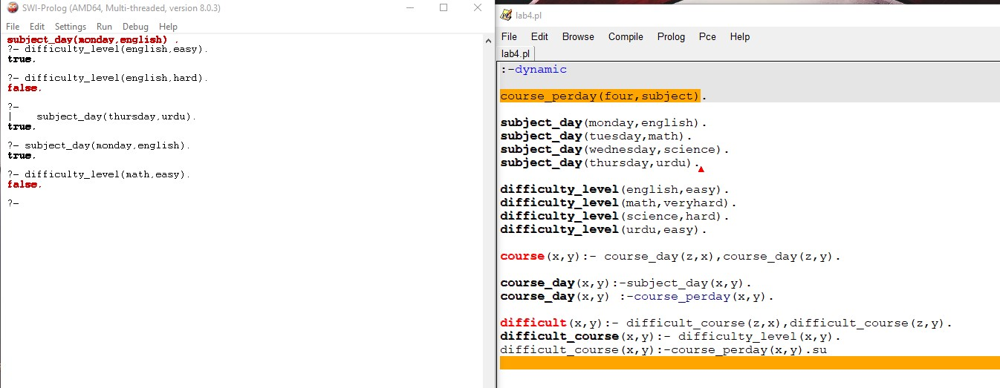 SWI-Prolog (AMD64, Multi-threaded, version 8.0.3)
File Edit Settings Run Debug Help
subject_day(monday,english) .
?- difficulty_level(english,easy).
true.
?- difficulty_level(english,hard).
false.
?-
|    subject_day(thursday,urdu).
true.
?- subject_day(monday,english).
true.
?- difficulty_level(math,easy).
false.
?-
lab4.pl
File Edit Browse Compile Prolog Pce Help
lab4.pl
:-dynamic
course_perday(four,subject).
subject_day(monday,english).
subject_day(tuesday,math).
subject_day(wednesday,science).
subject_day(thursday,urdu).
difficulty_level(english,easy).
difficulty_level(math,veryhard).
difficulty_level(science,hard).
difficulty_level(urdu,easy).
course(x,y):- course_day(z,x),course_day(z,y).
course_day(x,y):-subject_day(x,y).
course_day(x,y) :-course_perday(x,y).
difficult(x,y):- difficult_course(z,x),difficult_course(z,y).
difficult_course(x,y):- difficulty_level(x,y).
difficult_course(x,y):-course_perday(x,y).su